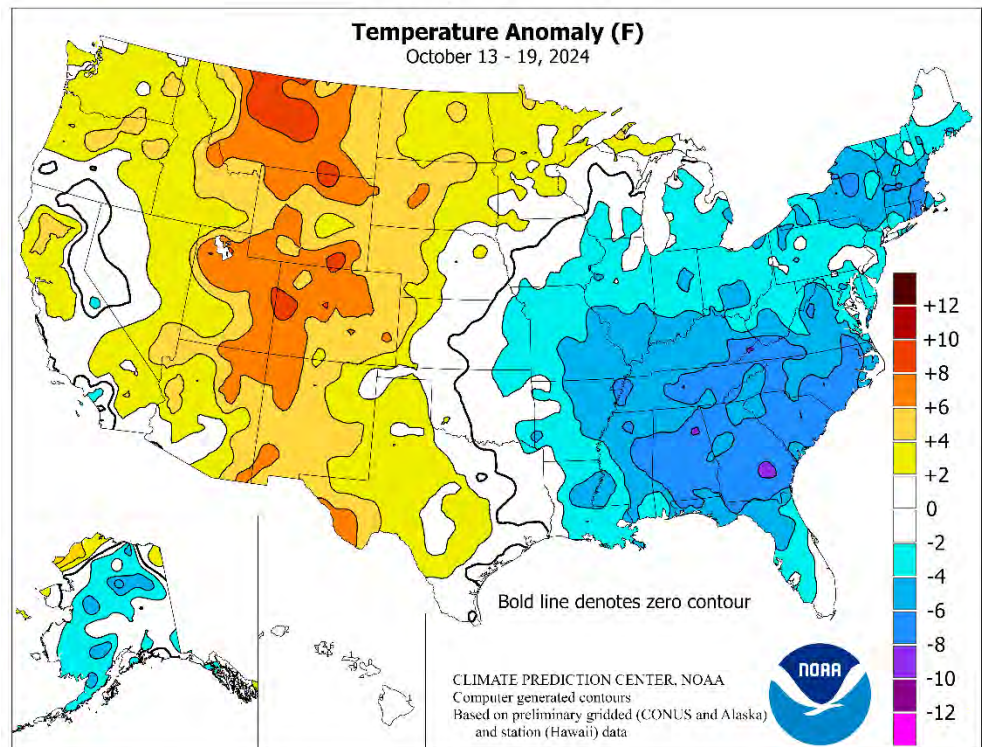 Temperature Anomaly (F)
October 13 - 19, 2024
+12
+10
+8
+6
+4
+2
0
-2
-4
-6
-8
-10
-12
Bold line denotes zero contour
CLIMATE PREDICTION CENTER, NOAA
Computer generated contours
Based on preliminary gridded (CONUS and Alaska)
and station (Hawaii) data
NOAA